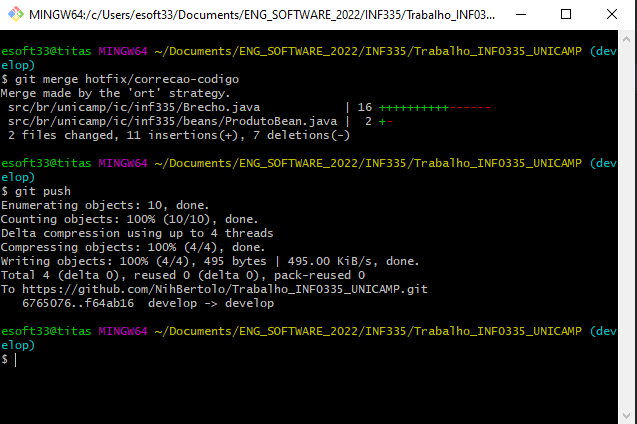 MINGW64:/c/Users/esoft33/Documents/ENG_SOFTWARE_2022/INF335/Trabalho_INF03...
esoft33@titas MINGW64 ~/Documents/ENG_SOFTWARE_2022/INF335/Trabalho_INF0335_UNICAMP (dev
elop)
$ git merge hotfix/correcao-codigo
Merge made by the 'ort' strategy.
 src/br/unicamp/ic/inf335/Brecho.java            | 16 ++++++++++------
 src/br/unicamp/ic/inf335/beans/ProdutoBean.java |  2 +-
 2 files changed, 11 insertions(+), 7 deletions(-)
esoft33@titas MINGW64 ~/Documents/ENG_SOFTWARE_2022/INF335/Trabalho_INF0335_UNICAMP (dev
elop)
$ git push
Enumerating objects: 10, done.
Counting objects: 100% (10/10), done.
Delta compression using up to 4 threads
Compressing objects: 100% (4/4), done.
Writing objects: 100% (4/4), 495 bytes | 495.00 KiB/s, done.
Total 4 (delta 0), reused 0 (delta 0), pack-reused 0
To https://github.com/NihBertolo/Trabalho_INF0335_UNICAMP.git
   6765076..f64ab16  develop -> develop
esoft33@titas MINGW64 ~/Documents/ENG_SOFTWARE_2022/INF335/Trabalho_INF0335_UNICAMP (dev
elop)
$